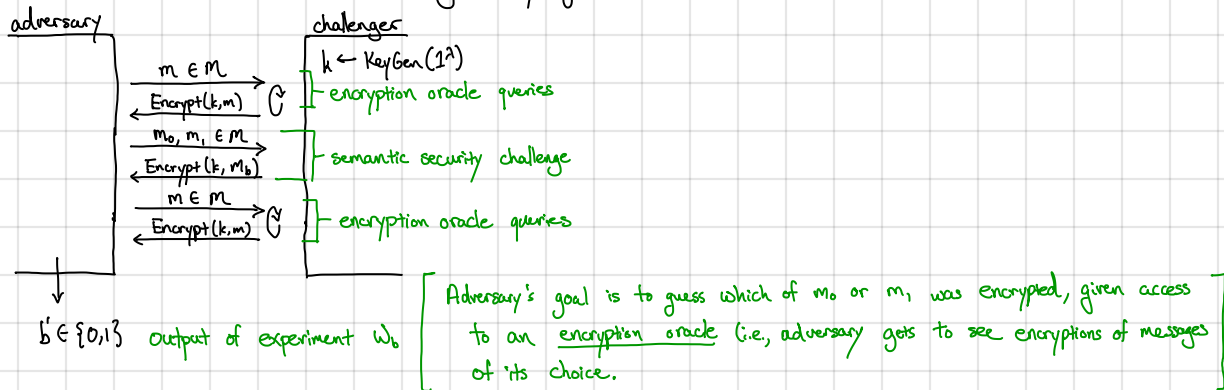 adversary
challenger
k ← KeyGen(1^λ)
m ∈ M
encryption oracle queries
Encrypt(k,m)
m₀, m₁ ∈ M
semantic security challenge
Encrypt(k, m_b)
m ∈ M
encryption oracle queries
Encrypt(k,m)
b' ∈ {0,1} output of experiment W_b
Adversary's goal is to guess which of m₀ or m₁ was encrypted, given access
to an encryption oracle (i.e., adversary gets to see encryptions of messages
of its choice.